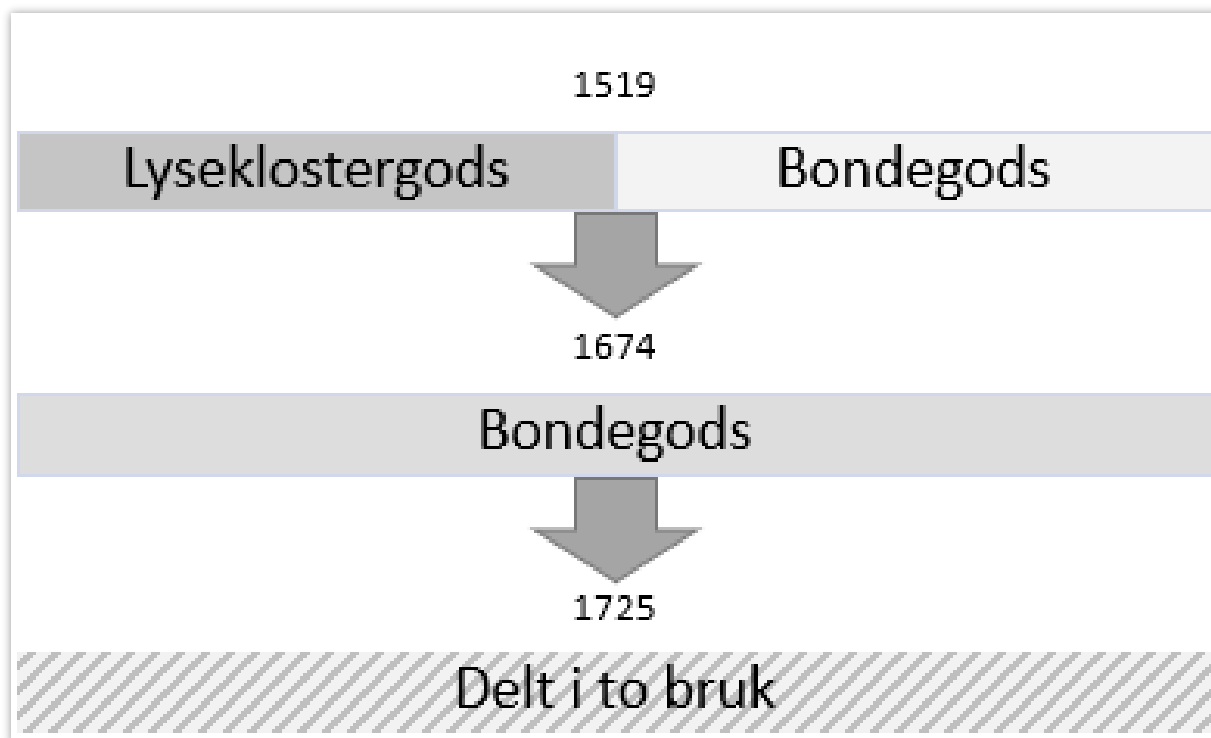 1519
Lyseklostergods Bondegods
1674
Bondegods
1725
Delt i to bruk